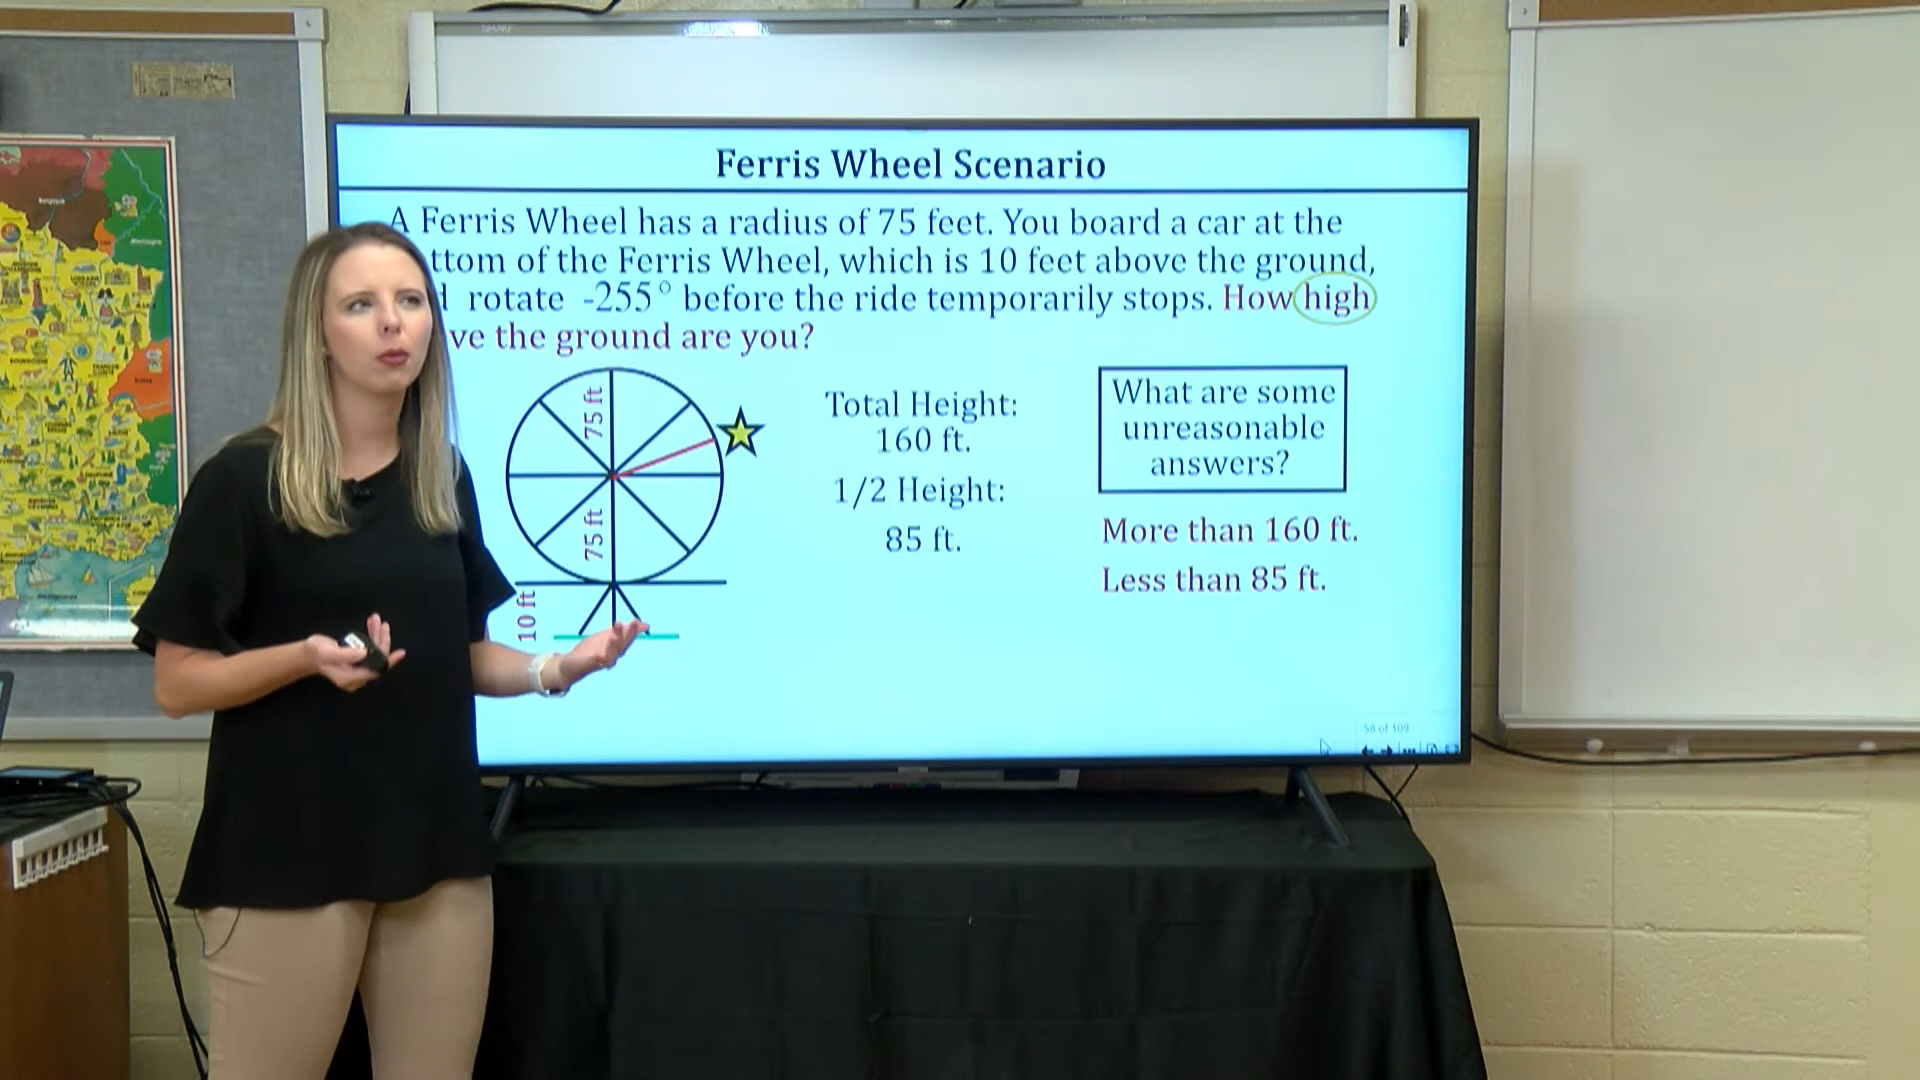 Ferris Wheel Scenario
A Ferris Wheel has a radius of 75 feet. You board a car at the
ttom of the Ferris Wheel, which is 10 feet above the ground,
d rotate -255° before the ride temporarily stops. How high
ve the ground are you?
75 ft
75 ft
10 ft
Total Height:
160 ft.
1/2 Height:
85 ft.
What are some
unreasonable
answers?
More than 160 ft.
Less than 85 ft.
58 of 109